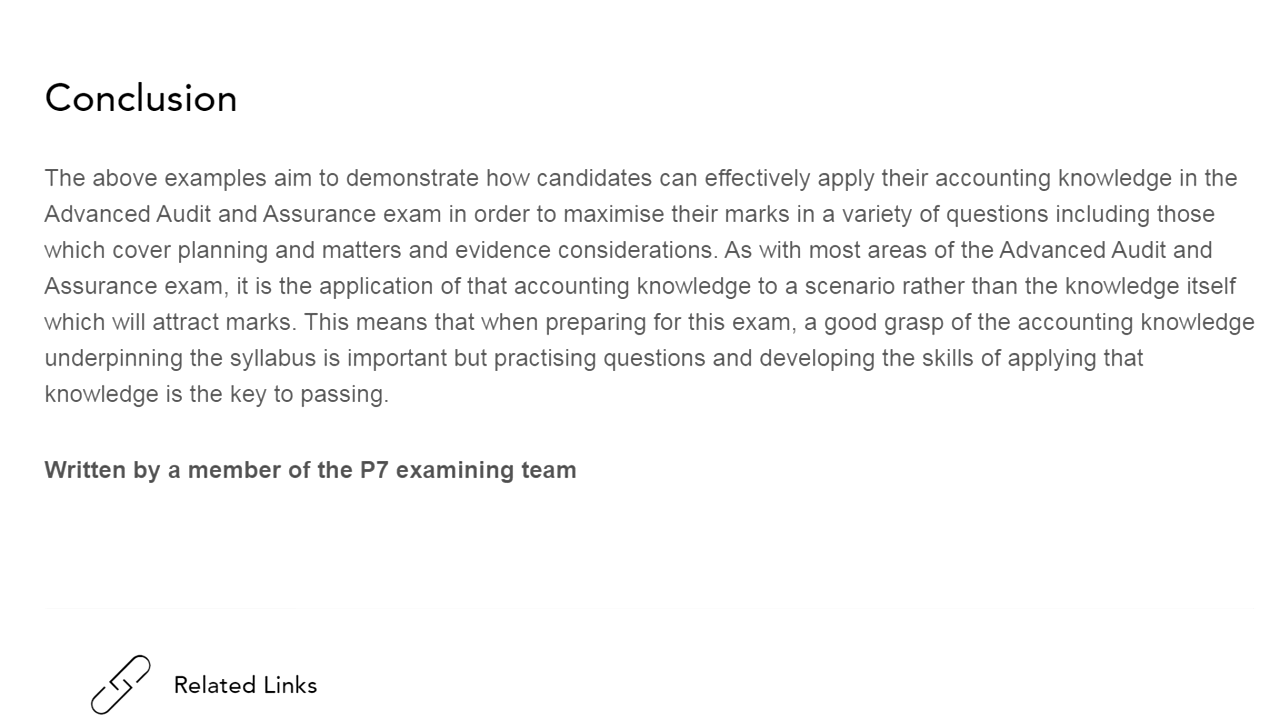 Conclusion
The above examples aim to demonstrate how candidates can effectively apply their accounting knowledge in the
Advanced Audit and Assurance exam in order to maximise their marks in a variety of questions including those
which cover planning and matters and evidence considerations. As with most areas of the Advanced Audit and
Assurance exam, it is the application of that accounting knowledge to a scenario rather than the knowledge itself
which will attract marks. This means that when preparing for this exam, a good grasp of the accounting knowledge
underpinning the syllabus is important but practising questions and developing the skills of applying that
knowledge is the key to passing.
Written by a member of the P7 examining team
Related Links